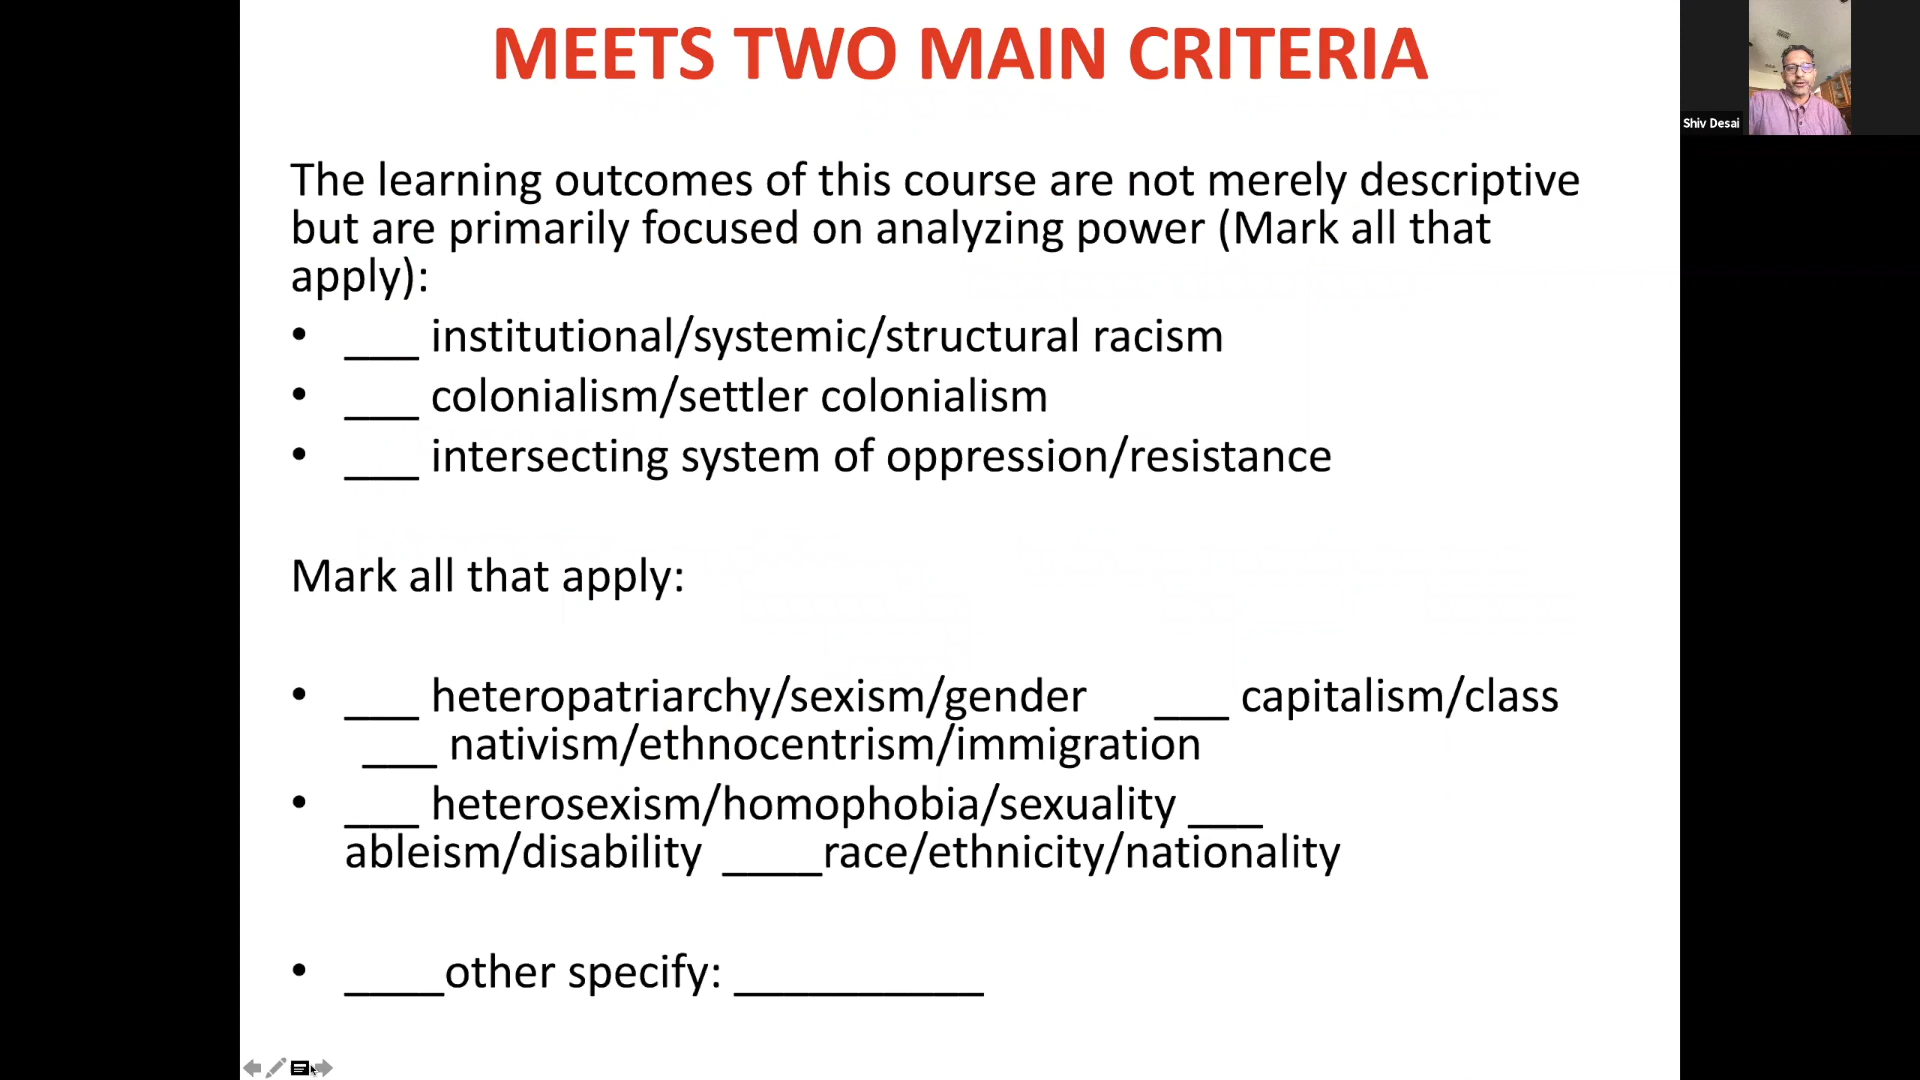 MEETS TWO MAIN CRITERIA
Shiv Desai
The learning outcomes of this course are not merely descriptive
but are primarily focused on analyzing power (Mark all that
apply):
• ___ institutional/systemic/structural racism
• ___ colonialism/settler colonialism
• ___ intersecting system of oppression/resistance
Mark all that apply:
• ___ heteropatriarchy/sexism/gender ___ capitalism/class
___ nativism/ethnocentrism/immigration
• ___ heterosexism/homophobia/sexuality ___
ableism/disability ____race/ethnicity/nationality
• ____other specify: __________